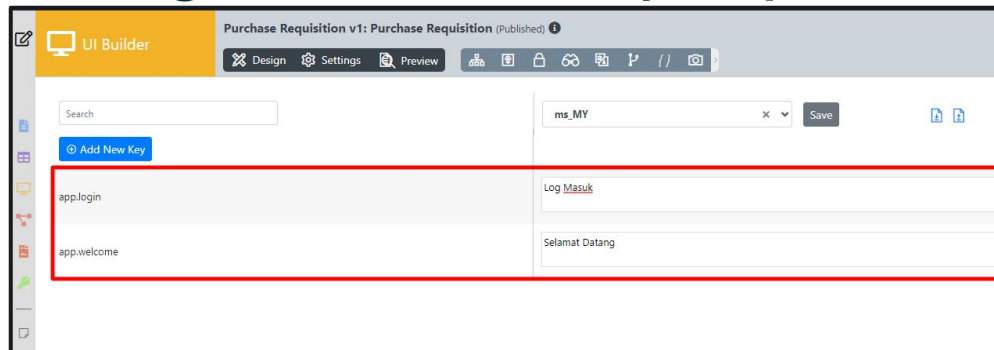 Purchase Requisition v1: Purchase Requisition (Published)
UI Builder
Design Settings Preview
Search
ms_MY
Save
Add New Key
app.login
Log Masuk
app.welcome
Selamat Datang